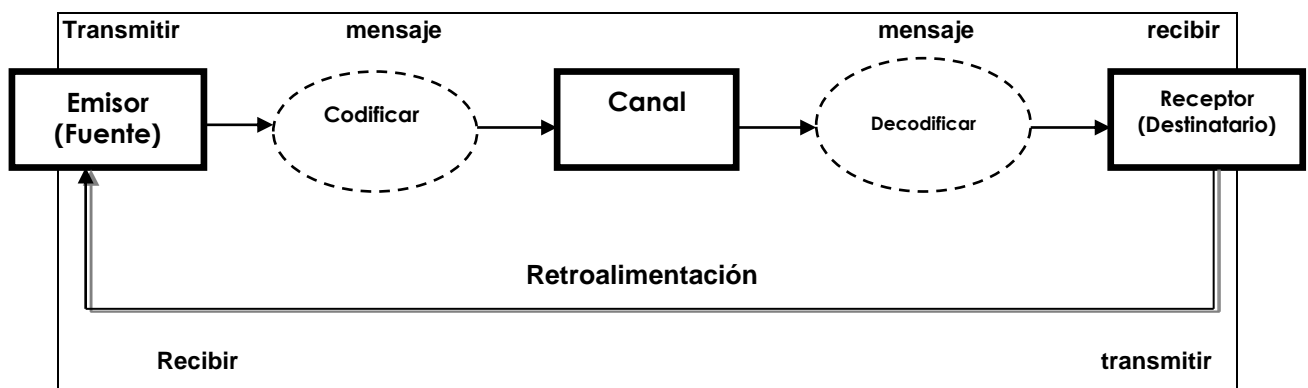 Transmitir mensaje mensaje recibir
Emisor
(Fuente)
Codificar
Canal
Decodificar
Receptor
(Destinatario)
Retroalimentación
Recibir transmitir